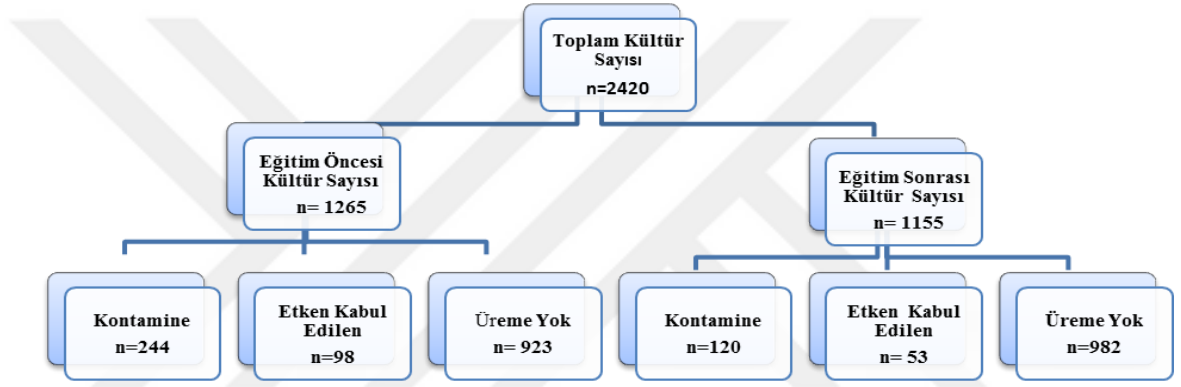 Toplam Kültür
Sayısı
n=2420
Eğitim Öncesi
Kültür Sayısı
n= 1265
Eğitim Sonrası
Kültür Sayısı
n= 1155
Kontamine
n=244
Etken Kabul
Edilen
n=98
Üreme Yok
n= 923
Kontamine
n=120
Etken Kabul
Edilen
n= 53
Üreme Yok
n=982